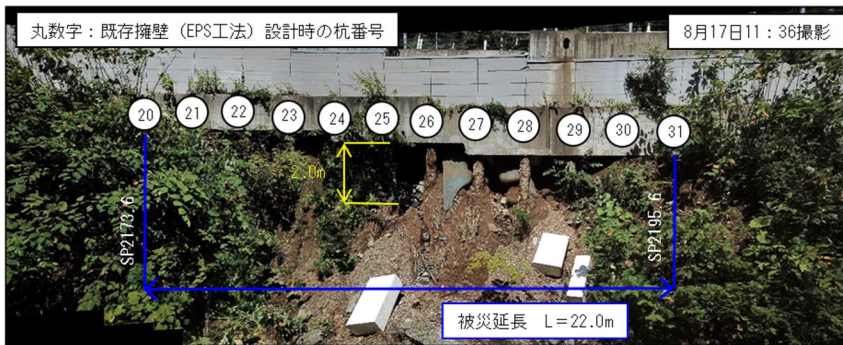 丸数字：既存擁壁（EPS工法）設計時の杭番号
8月17日11：36撮影
20 21 22 23 24 25 26 27 28 29 30 31
2.0m
SP2173.6
SP2195.6
被災延長 L＝22.0m